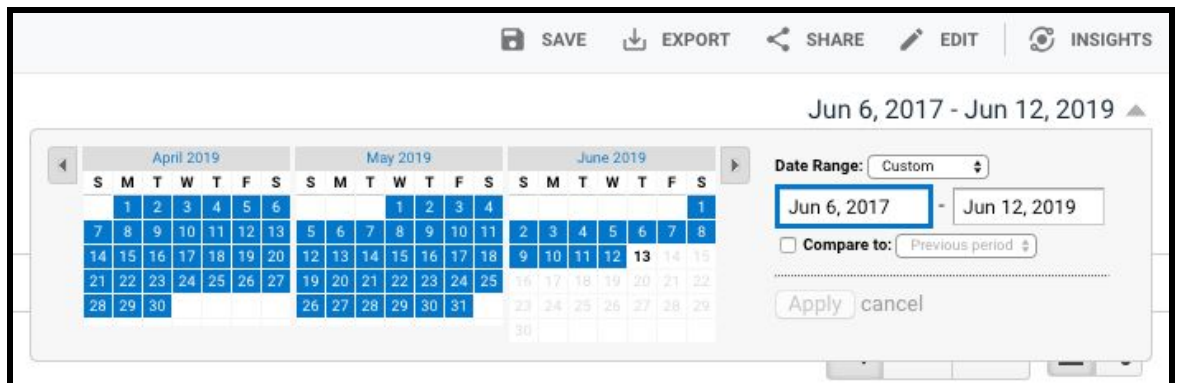 SAVE EXPORT SHARE EDIT INSIGHTS
Jun 6, 2017 - Jun 12, 2019
April 2019 May 2019 June 2019
S M T W T F S S M T W T F S S M T W T F S
1 2 3 4 5 6 1 2 3 4 1
7 8 9 10 11 12 13 5 6 7 8 9 10 11 2 3 4 5 6 7 8
14 15 16 17 18 19 20 12 13 14 15 16 17 18 9 10 11 12 13 14 15
21 22 23 24 25 26 27 19 20 21 22 23 24 25 16 17 18 19 20 21 22
28 29 30 26 27 28 29 30 31 23 24 25 26 27 28 29
30
Date Range: Custom
Jun 6, 2017 - Jun 12, 2019
Compare to: Previous period
Apply cancel